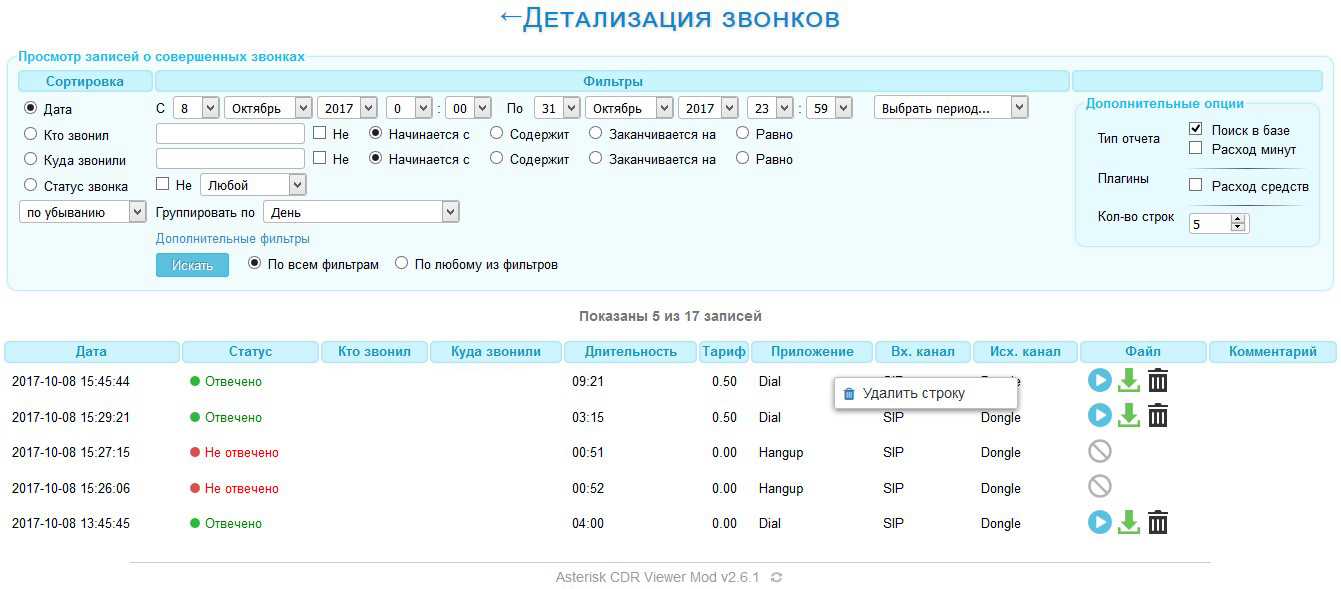 ←Детализация звонков
Просмотр записей о совершенных звонках
Сортировка Фильтры
Дата С 8 Октябрь 2017 0 : 00 По 31 Октябрь 2017 23 : 59 Выбрать период...
Дополнительные опции
Кто звонил Не Начинается с Содержит Заканчивается на Равно
Тип отчета Поиск в базе
Расход минут
Куда звонили Не Начинается с Содержит Заканчивается на Равно
Статус звонка Не Любой
Плагины Расход средств
по убыванию Группировать по День
Кол-во строк 5
Дополнительные фильтры
Искать По всем фильтрам По любому из фильтров
Показаны 5 из 17 записей
Дата Статус Кто звонил Куда звонили Длительность Тариф Приложение Вх. канал Исх. канал Файл Комментарий
2017-10-08 15:45:44 Отвечено 09:21 0.50 Dial SIP Dongle
Удалить строку
2017-10-08 15:29:21 Отвечено 03:15 0.50 Dial SIP Dongle
2017-10-08 15:27:15 Не отвечено 00:51 0.00 Hangup SIP Dongle
2017-10-08 15:26:06 Не отвечено 00:52 0.00 Hangup SIP Dongle
2017-10-08 13:45:45 Отвечено 04:00 0.00 Dial SIP Dongle
Asterisk CDR Viewer Mod v2.6.1